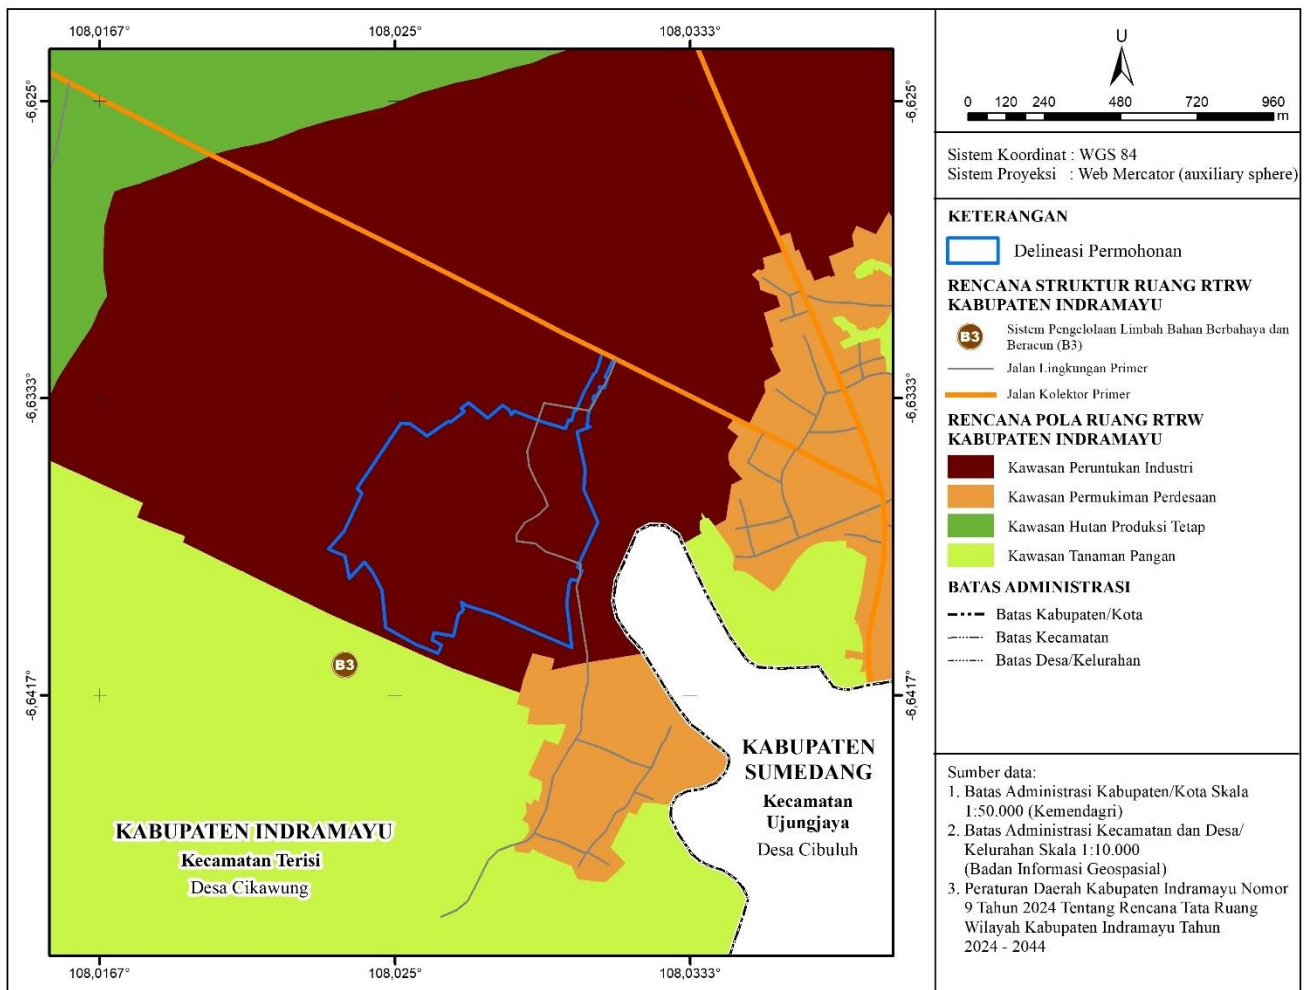 108,0167°
108,025°
108,0333°
-6,625°
-6,625°
-6,6333°
-6,6333°
-6,6417°
-6,6417°
B3
KABUPATEN INDRAMAYU
Kecamatan Terisi
Desa Cikawung
KABUPATEN
SUMEDANG
Kecamatan
Ujungjaya
Desa Cibuluh
108,0167°
108,025°
108,0333°
U
0 120 240 480 720 960
m
Sistem Koordinat : WGS 84
Sistem Proyeksi : Web Mercator (auxiliary sphere)
KETERANGAN
Delineasi Permohonan
RENCANA STRUKTUR RUANG RTRW
KABUPATEN INDRAMAYU
B3
Sistem Pengelolaan Limbah Bahan Berbahaya dan
Beracun (B3)
Jalan Lingkungan Primer
Jalan Kolektor Primer
RENCANA POLA RUANG RTRW
KABUPATEN INDRAMAYU
Kawasan Peruntukan Industri
Kawasan Permukiman Perdesaan
Kawasan Hutan Produksi Tetap
Kawasan Tanaman Pangan
BATAS ADMINISTRASI
Batas Kabupaten/Kota
Batas Kecamatan
Batas Desa/Kelurahan
Sumber data:
1. Batas Administrasi Kabupaten/Kota Skala
1:50.000 (Kemendagri)
2. Batas Administrasi Kecamatan dan Desa/
Kelurahan Skala 1:10.000
(Badan Informasi Geospasial)
3. Peraturan Daerah Kabupaten Indramayu Nomor
9 Tahun 2024 Tentang Rencana Tata Ruang
Wilayah Kabupaten Indramayu Tahun
2024 - 2044